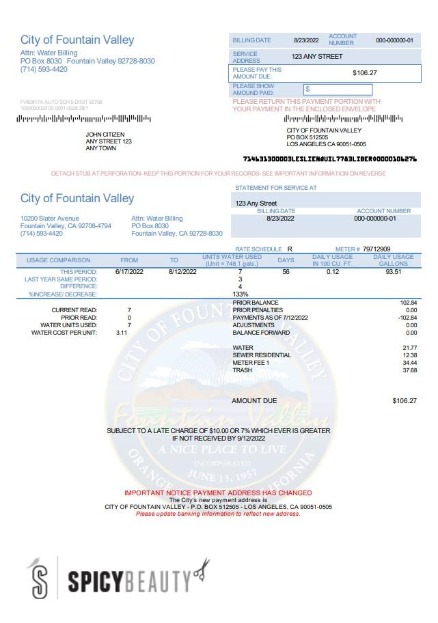 City of Fountain Valley
Attn: Water Billing
PO Box 8030 Fountain Valley 92728-8030
(714) 593-4420
BILLING DATE 8/23/2022 ACCOUNT NUMBER 000-000000-01
SERVICE ADDRESS 123 ANY STREET
PLEASE PAY THIS AMOUNT DUE: $106.27
PLEASE SHOW AMOUNT PAID: $
PLEASE RETURN THIS PAYMENT PORTION WITH
YOUR PAYMENT IN THE ENCLOSED ENVELOPE
JOHN CITIZEN
ANY STREET 123
ANY TOWN
CITY OF FOUNTAIN VALLEY
PO BOX 512505
LOS ANGELES CA 90051-0505
DETACH STUB AT PERFORATION-KEEP THIS PORTION FOR YOUR RECORDS-SEE IMPORTANT INFORMATION ON REVERSE
City of Fountain Valley
10200 Slater Avenue
Fountain Valley, CA 92708-4794
(714) 593-4420
Attn: Water Billing
PO Box 8030
Fountain Valley, CA 92728-8030
STATEMENT FOR SERVICE AT
123 Any Street
BILLING DATE ACCOUNT NUMBER
8/23/2022 000-000000-01
RATE SCHEDULE R METER # 79712909
USAGE COMPARISON FROM TO UNITS WATER USED (Unit = 748.1 gals.) DAYS DAILY USAGE IN 100 CU. FT. DAILY USAGE GALLONS
THIS PERIOD: 6/17/2022 8/12/2022 7 56 0.12 93.51
LAST YEAR SAME PERIOD: 3
DIFFERENCE: 4
%INCREASE/ DECREASE: 133%
CURRENT READ: 7
PRIOR READ: 0
WATER UNITS USED: 7
WATER COST PER UNIT: 3.11
PRIOR BALANCE 102.84
PRIOR PENALTIES 0.00
PAYMENTS AS OF 7/12/2022 -102.84
ADJUSTMENTS 0.00
BALANCE FORWARD 0.00
WATER 21.77
SEWER RESIDENTIAL 12.38
METER FEE 1 34.44
TRASH 37.68
AMOUNT DUE $106.27
SUBJECT TO A LATE CHARGE OF $10.00 OR 7% WHICH EVER IS GREATER
IF NOT RECEIVED BY 9/12/2022
CITY OF FOUNTAIN VALLEY
Fountain Valley
A NICE PLACE TO LIVE
INCORPORATED
JUNE 13, 1957
ORANGE COUNTY, CALIFORNIA
IMPORTANT NOTICE PAYMENT ADDRESS HAS CHANGED
The City's new payment address is
CITY OF FOUNTAIN VALLEY - P.O. BOX 512505 - LOS ANGELES, CA 90051-0505
Please update banking information to reflect new address.
SPICYBEAUTY